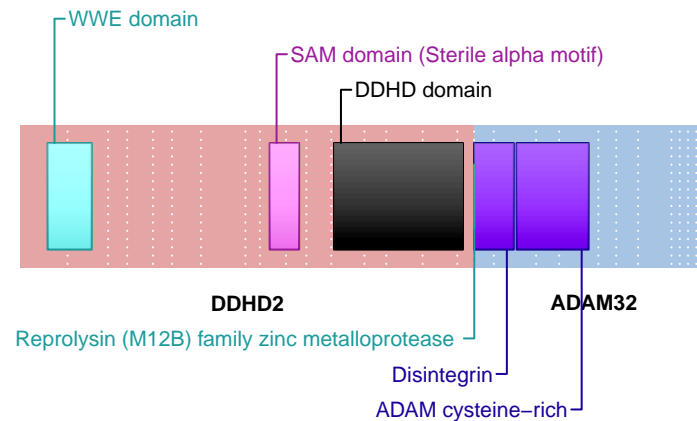 WWE domain
SAM domain (Sterile alpha motif)
DDHD domain
DDHD2
ADAM32
Reprolysin (M12B) family zinc metalloprotease
Disintegrin
ADAM cysteine−rich